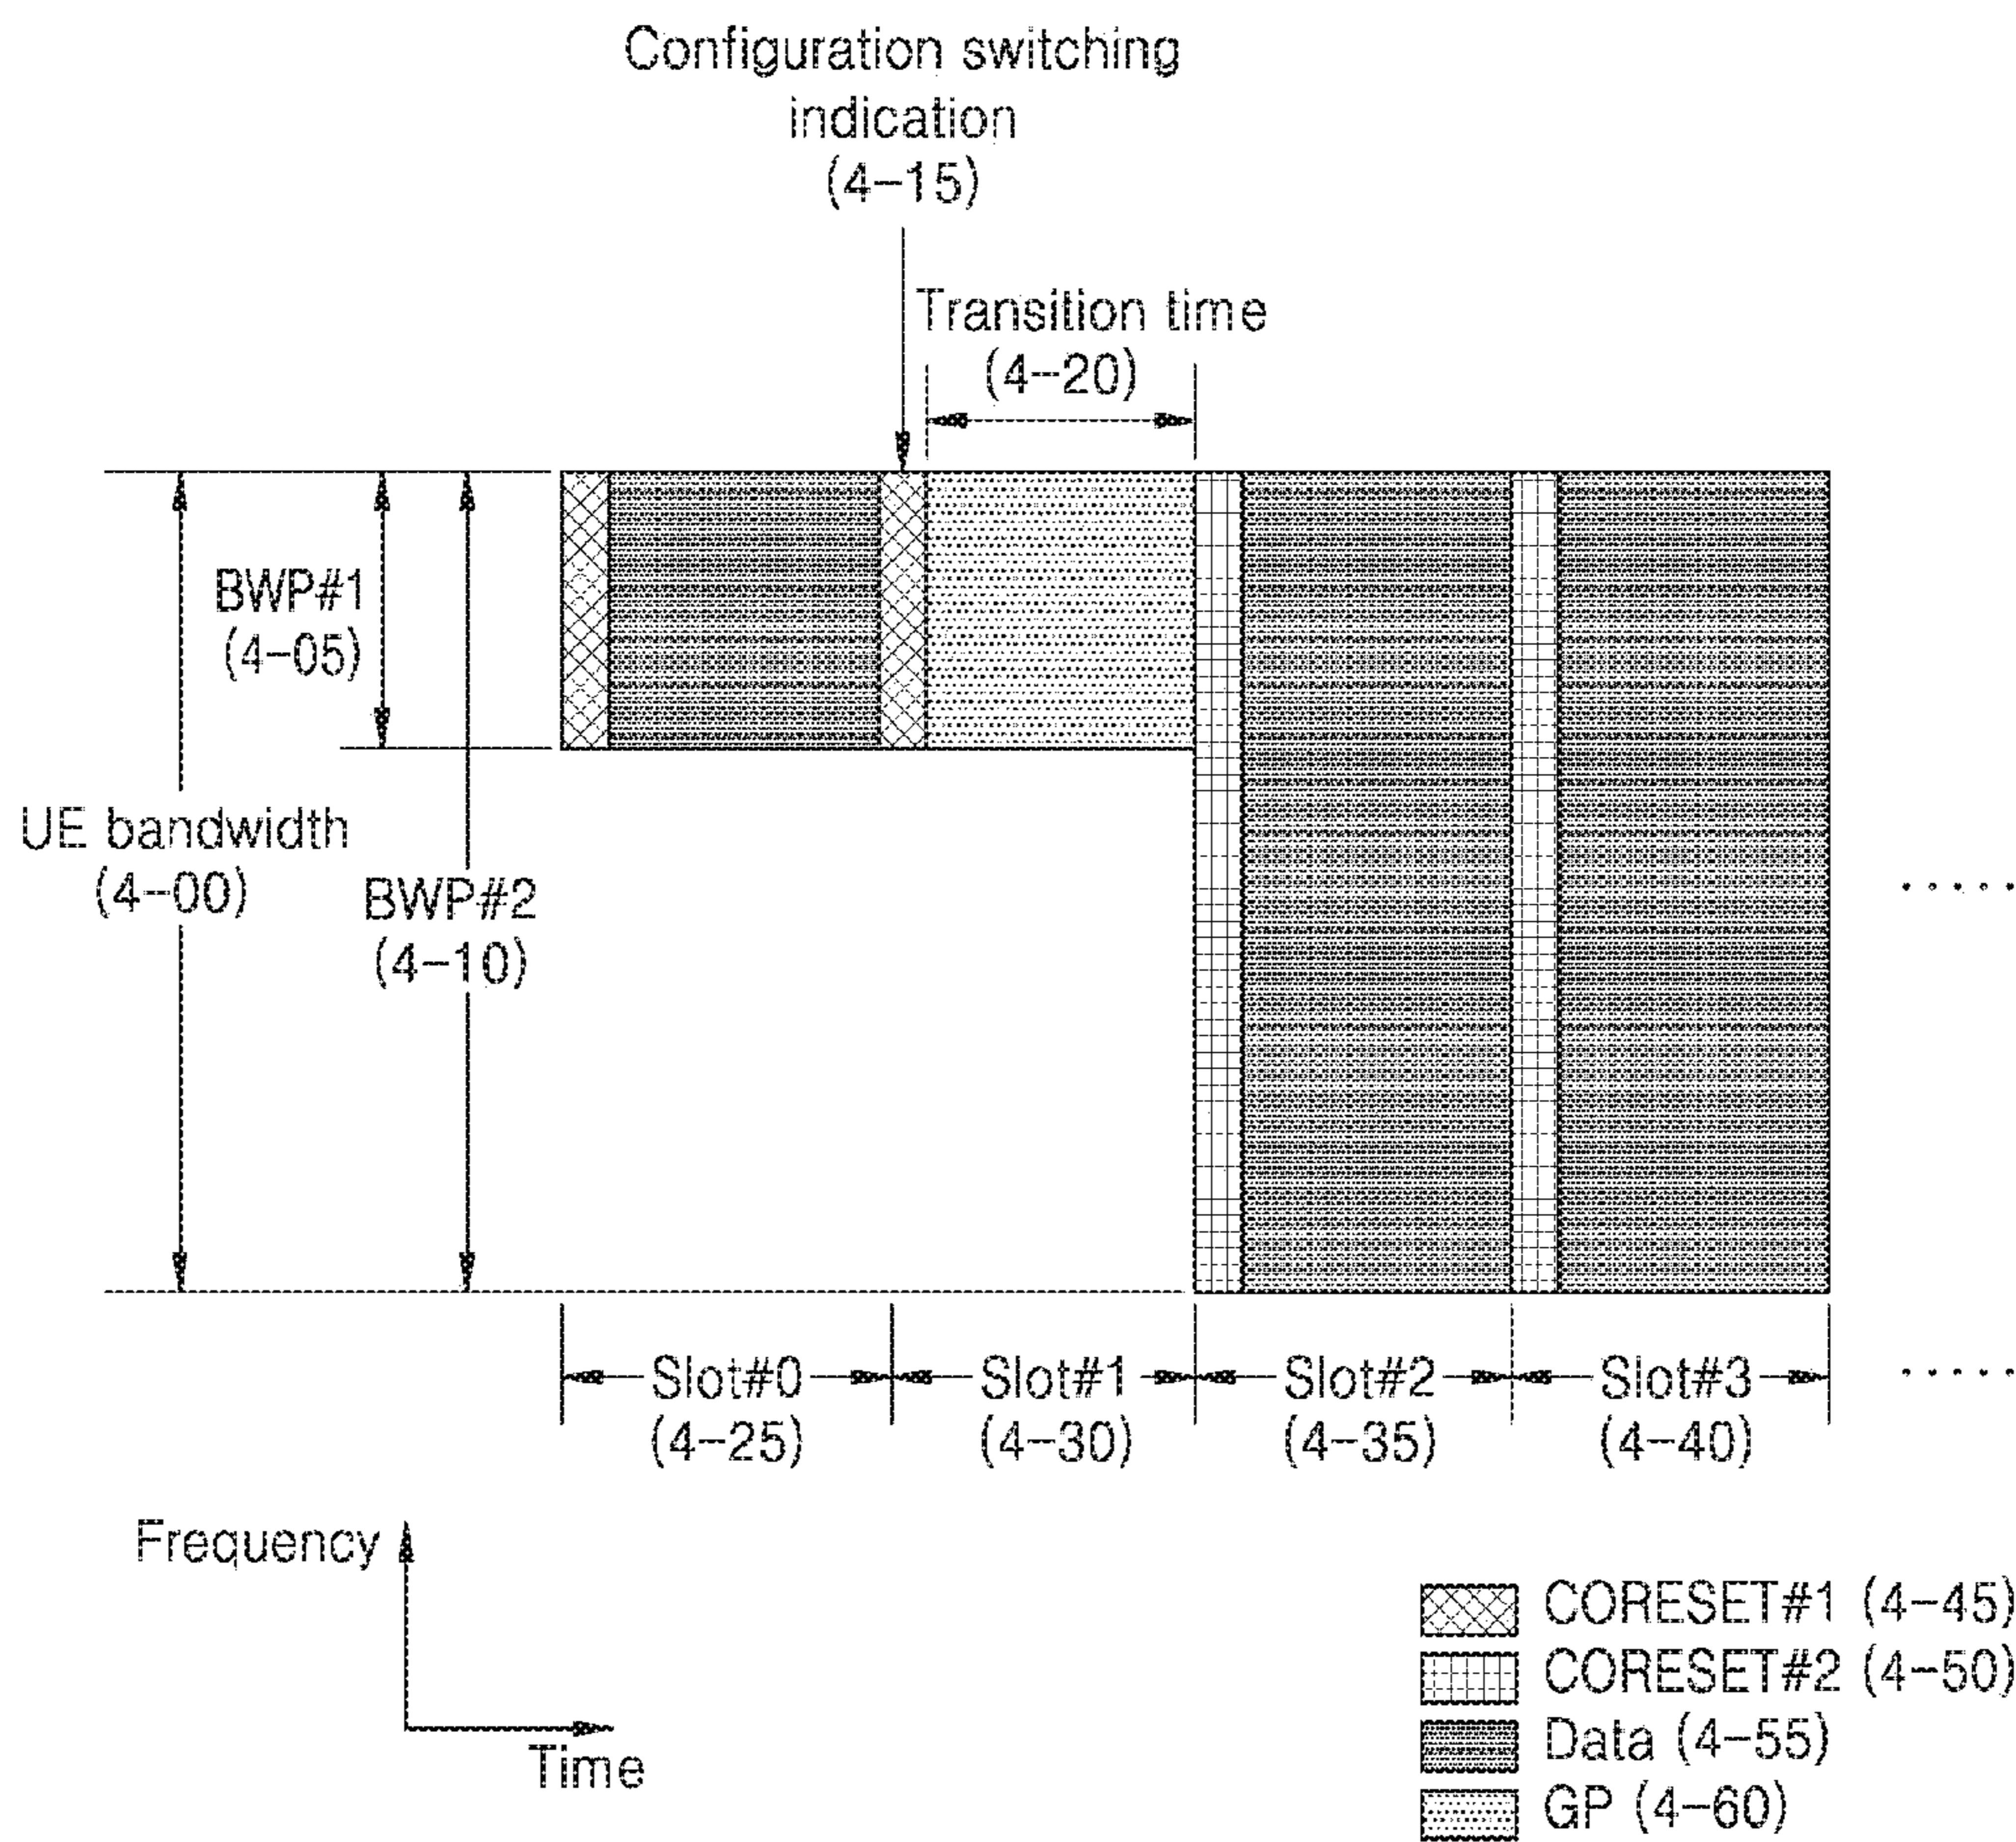 Configuration switching
indication
(4-15)
Transition time
(4-20)
BWP#1
(4-05)
UE bandwidth
(4-00)
BWP#2
(4-10)
.....
Slot#0
(4-25)
Slot#1
(4-30)
Slot#2
(4-35)
Slot#3
(4-40)
.....
Frequency
Time
CORESET#1 (4-45)
CORESET#2 (4-50)
Data (4-55)
GP (4-60)